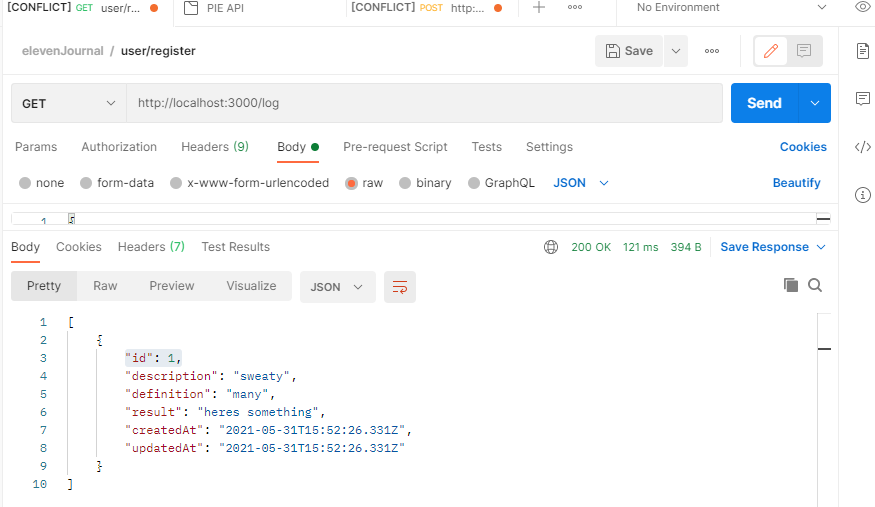 [CONFLICT] GET user/r... PIE API [CONFLICT] POST http:... No Environment
elevenJournal / user/register Save
GET http://localhost:3000/log Send
Params Authorization Headers (9) Body Pre-request Script Tests Settings Cookies
none form-data x-www-form-urlencoded raw binary GraphQL JSON Beautify
1 {
Body Cookies Headers (7) Test Results 200 OK 121 ms 394 B Save Response
Pretty Raw Preview Visualize JSON
1 [
2 {
3 "id": 1,
4 "description": "sweaty",
5 "definition": "many",
6 "result": "heres something",
7 "createdAt": "2021-05-31T15:52:26.331Z",
8 "updatedAt": "2021-05-31T15:52:26.331Z"
9 }
10 ]